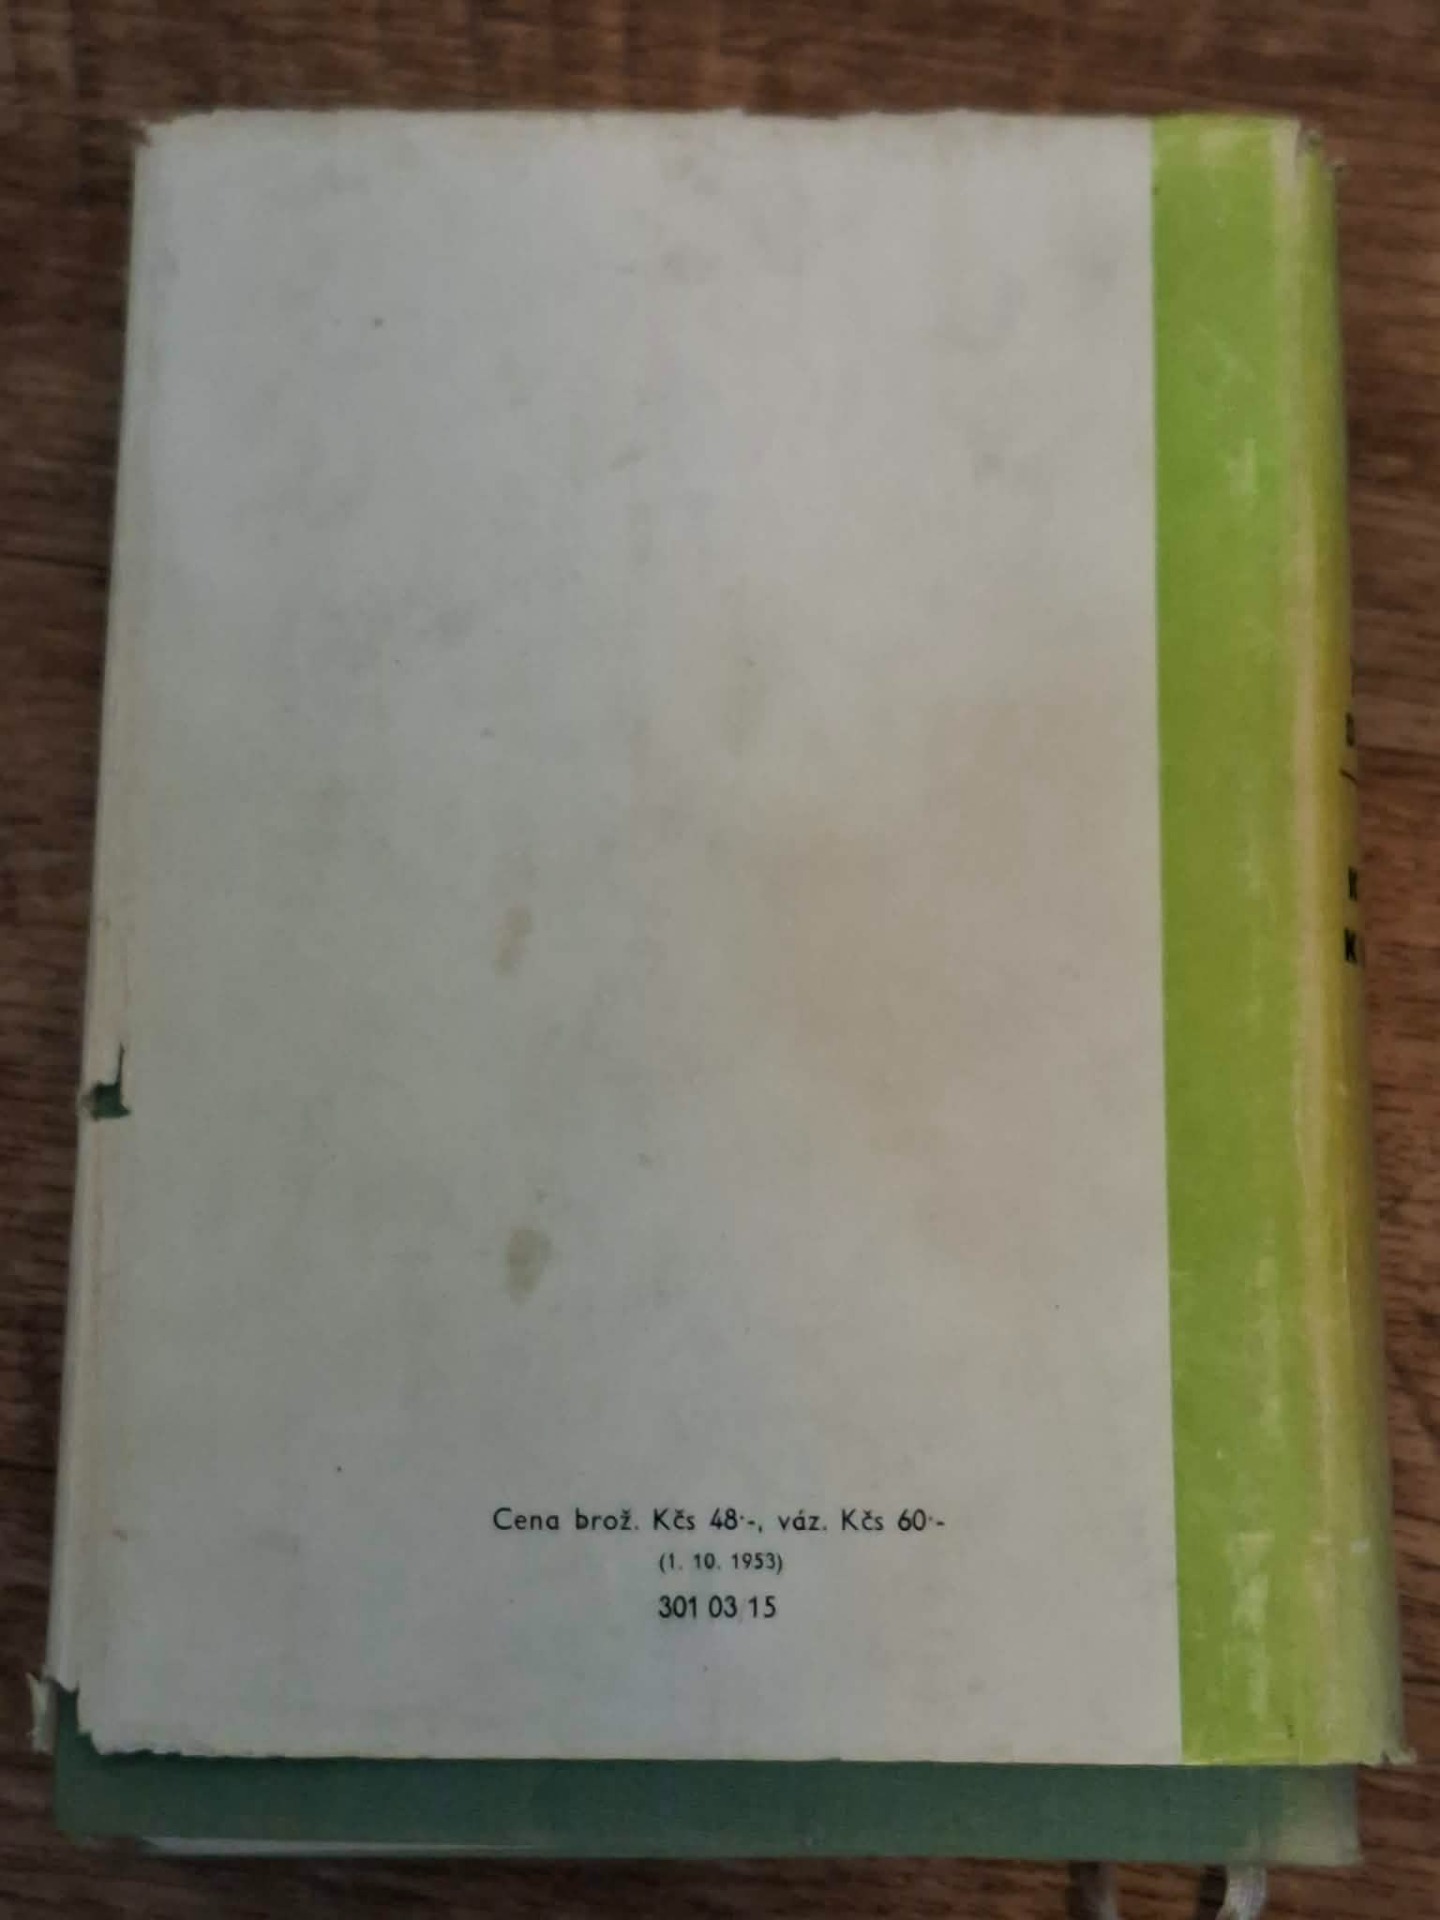 Cena brož. Kčs 48·-, váz. Kčs 60·-
(1. 10. 1953)
301 03 15